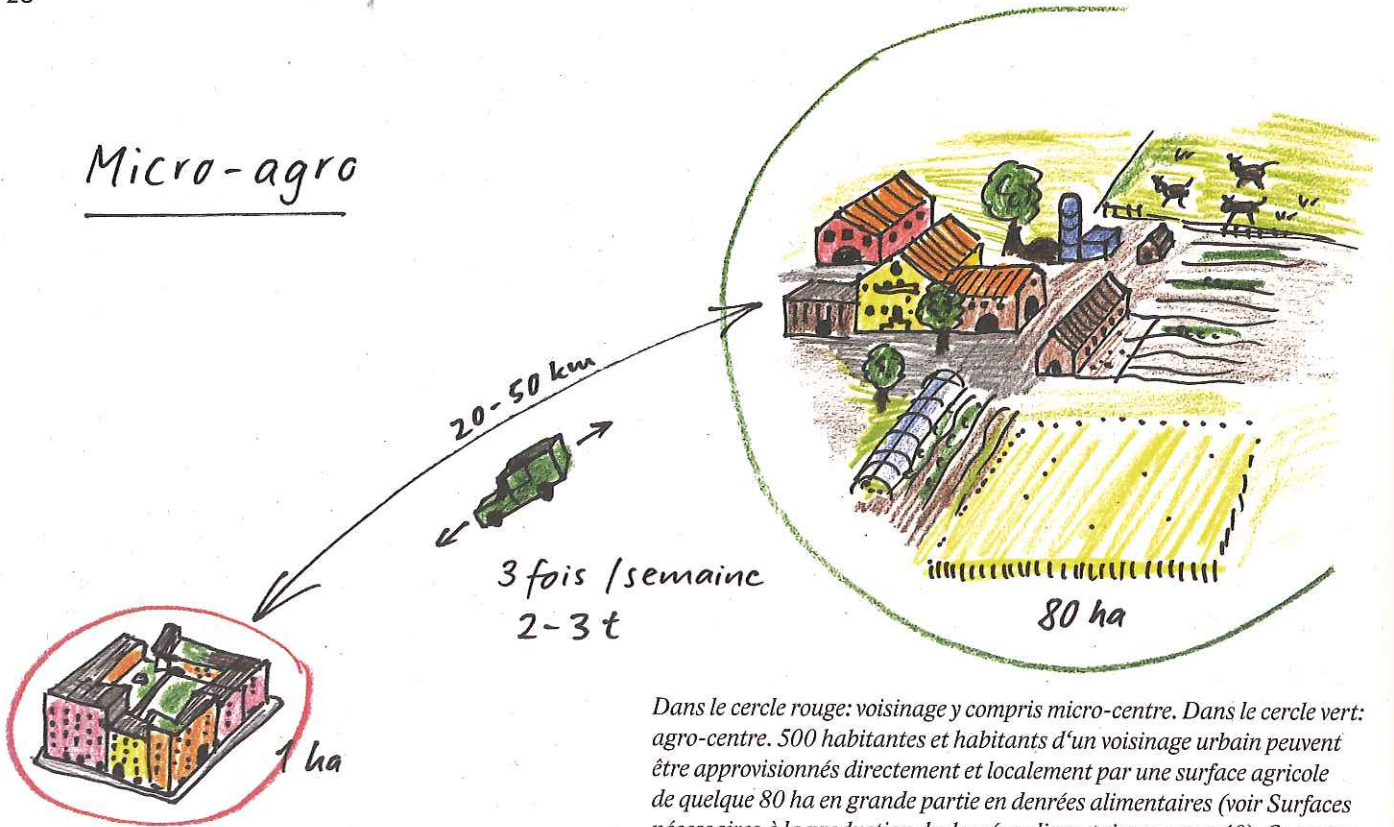 Micro-agro
20-50 km
3 fois / semaine
2-3 t
80 ha
1 ha
Dans le cercle rouge: voisinage y compris micro-centre. Dans le cercle vert:
agro-centre. 500 habitantes et habitants d‘un voisinage urbain peuvent
être approvisionnés directement et localement par une surface agricole
de quelque 80 ha en grande partie en denrées alimentaires (voir Surfaces